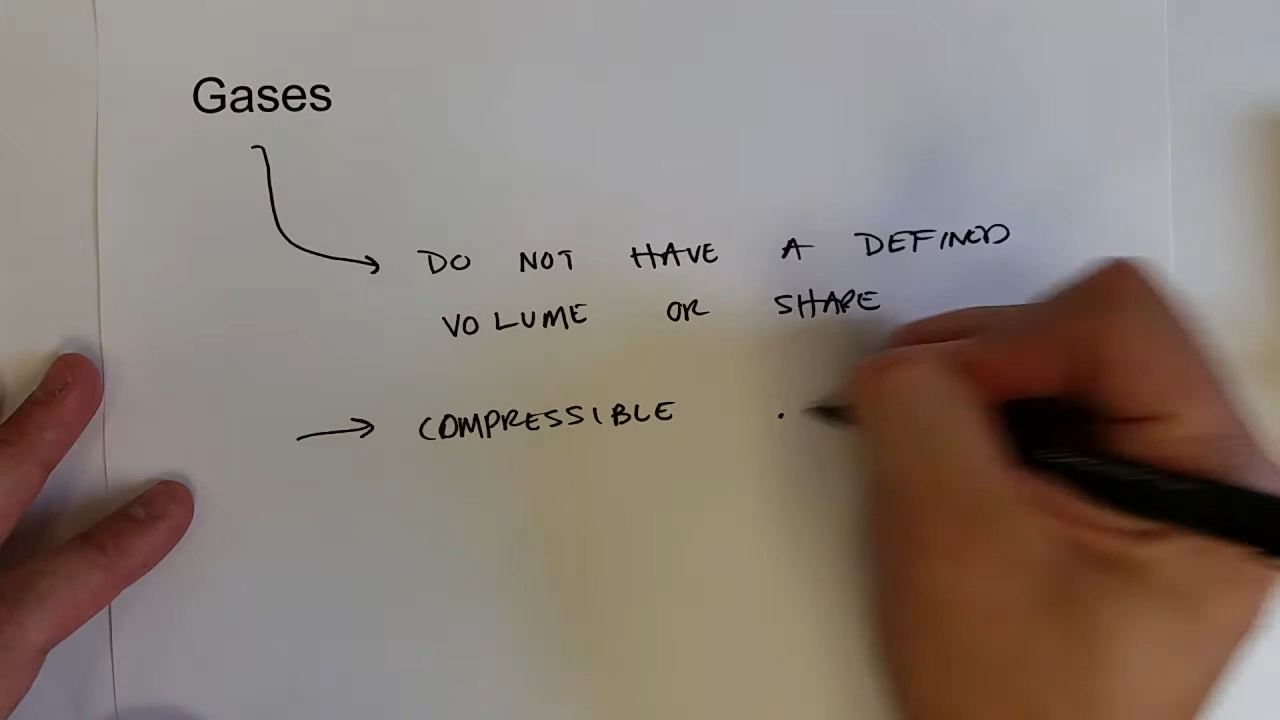 Gases
DO NOT HAVE A DEFINED
VOLUME OR SHAPE
COMPRESSIBLE